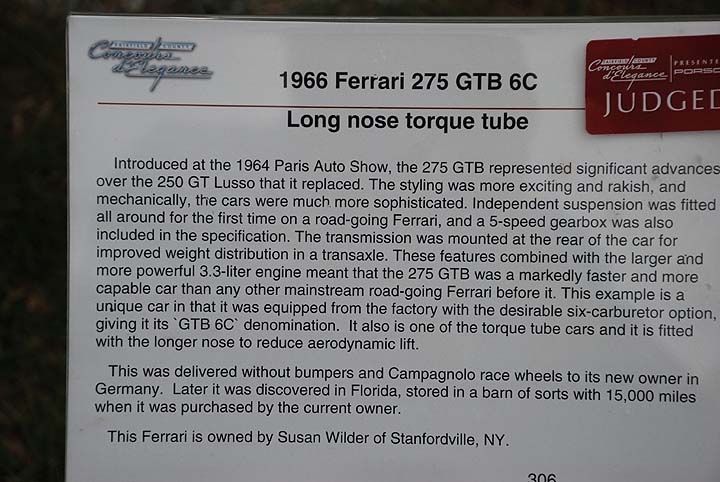 FAIRFIELD COUNTY
Concours
d'Elegance
1966 Ferrari 275 GTB 6C
Long nose torque tube
FAIRFIELD COUNTY
Concours
d'Elegance
PRESENTE
PORSC
JUDGED
Introduced at the 1964 Paris Auto Show, the 275 GTB represented significant advances
over the 250 GT Lusso that it replaced. The styling was more exciting and rakish, and
mechanically, the cars were much more sophisticated. Independent suspension was fitted
all around for the first time on a road-going Ferrari, and a 5-speed gearbox was also
included in the specification. The transmission was mounted at the rear of the car for
improved weight distribution in a transaxle. These features combined with the larger and
more powerful 3.3-liter engine meant that the 275 GTB was a markedly faster and more
capable car than any other mainstream road-going Ferrari before it. This example is a
unique car in that it was equipped from the factory with the desirable six-carburetor option,
giving it its `GTB 6C` denomination. It also is one of the torque tube cars and it is fitted
with the longer nose to reduce aerodynamic lift.
This was delivered without bumpers and Campagnolo race wheels to its new owner in
Germany. Later it was discovered in Florida, stored in a barn of sorts with 15,000 miles
when it was purchased by the current owner.
This Ferrari is owned by Susan Wilder of Stanfordville, NY.
306